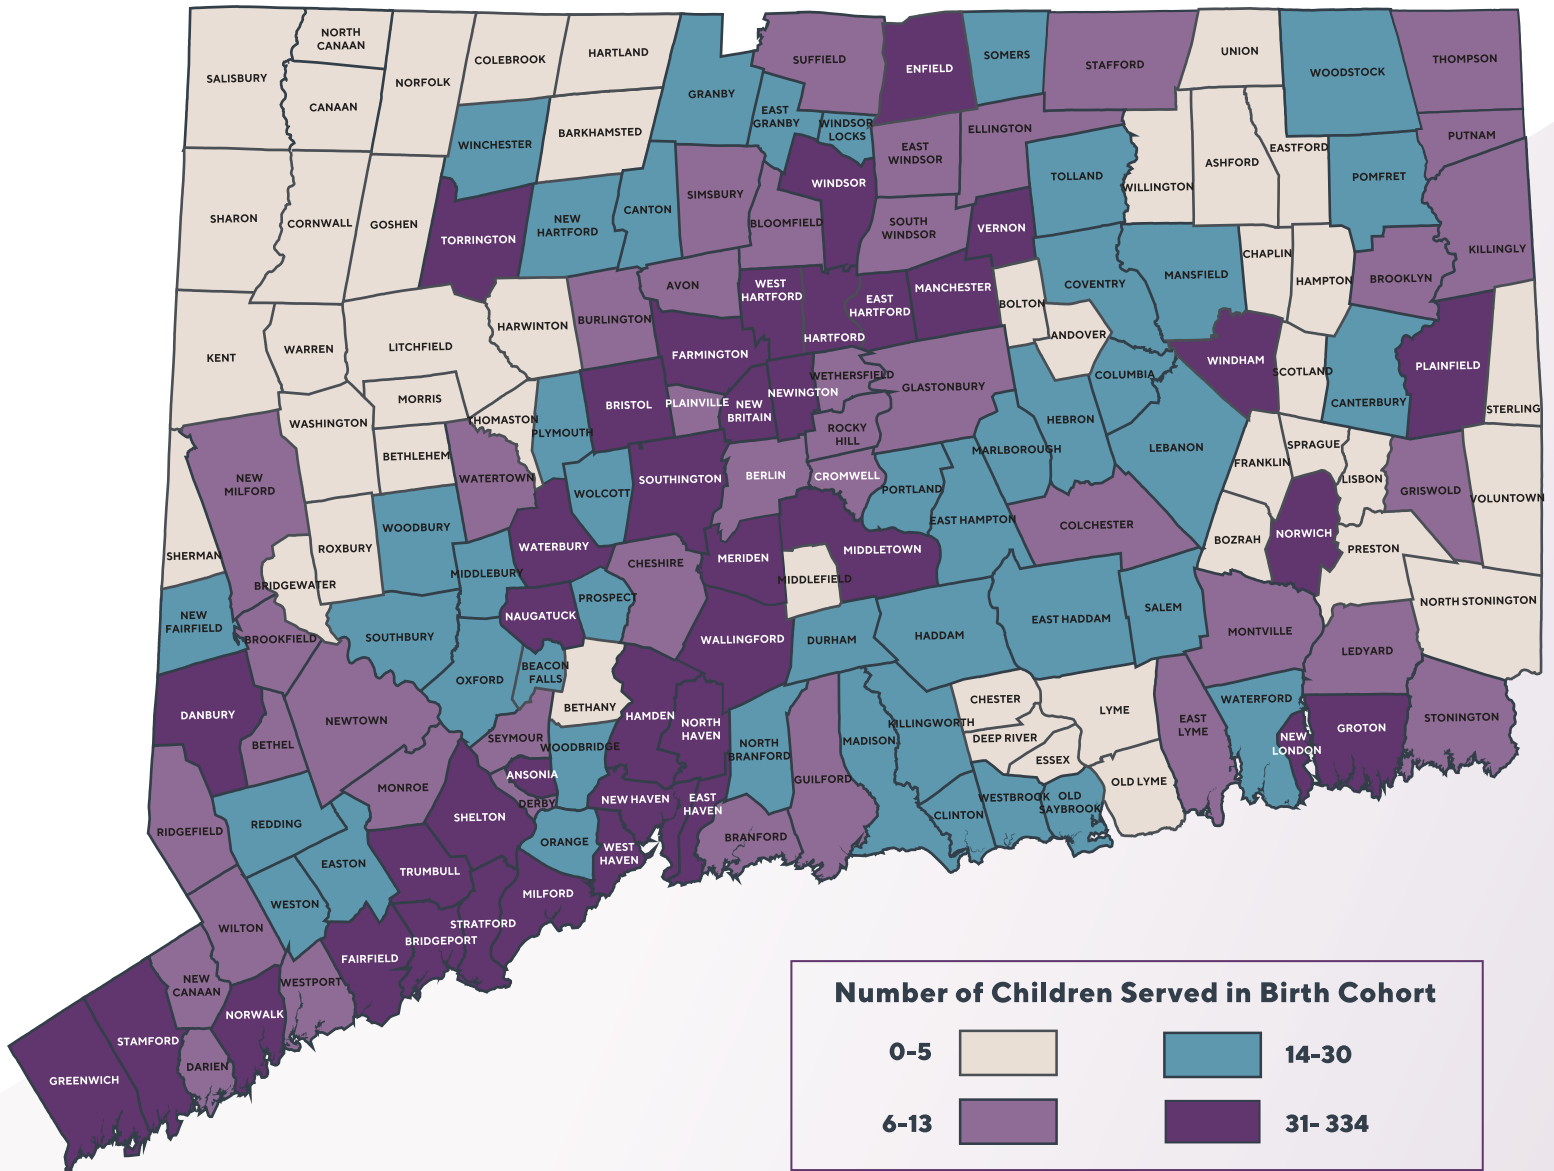 NORTH
CANAAN
COLEBROOK
HARTLAND
SALISBURY
NORFOLK
CANAAN
GRANBY
SUFFIELD
ENFIELD
SOMERS
STAFFORD
UNION
WOODSTOCK
THOMPSON
WINCHESTER
BARKHAMSTED
EAST
GRANBY
WINDSOR
LOCKS
EAST
WINDSOR
ELLINGTON
TOLLAND
WILLINGTON
ASHFORD
EASTFORD
POMFRET
PUTNAM
SHARON
CORNWALL
GOSHEN
TORRINGTON
NEW
HARTFORD
CANTON
SIMSBURY
BLOOMFIELD
WINDSOR
SOUTH
WINDSOR
VERNON
COVENTRY
MANSFIELD
CHAPLIN
HAMPTON
BROOKLYN
KILLINGLY
AVON
BURLINGTON
HARWINTON
WEST
HARTFORD
HARTFORD
EAST
HARTFORD
MANCHESTER
BOLTON
ANDOVER
KENT
WARREN
LITCHFIELD
FARMINGTON
WETHERSFIELD
GLASTONBURY
COLUMBIA
WINDHAM
SCOTLAND
CANTERBURY
PLAINFIELD
STERLING
MORRIS
WASHINGTON
THOMASTON
PLYMOUTH
BRISTOL
PLAINVILLE
NEW
BRITAIN
NEWINGTON
ROCKY
HILL
HEBRON
MARLBOROUGH
LEBANON
FRANKLIN
SPRAGUE
LISBON
GRISWOLD
VOLUNTOWN
NEW
MILFORD
BETHLEHEM
WATERTOWN
WOLCOTT
SOUTHINGTON
BERLIN
CROMWELL
PORTLAND
EAST HAMPTON
COLCHESTER
BOZRAH
NORWICH
PRESTON
SHERMAN
BRIDGEWATER
ROXBURY
WOODBURY
MIDDLEBURY
WATERBURY
CHESHIRE
MERIDEN
MIDDLETOWN
MIDDLEFIELD
NORTH STONINGTON
NEW
FAIRFIELD
BROOKFIELD
SOUTHBURY
NAUGATUCK
PROSPECT
WALLINGFORD
DURHAM
HADDAM
EAST HADDAM
SALEM
MONTVILLE
LEDYARD
OXFORD
BEACON
FALLS
BETHANY
DANBURY
BETHEL
NEWTOWN
SEYMOUR
WOODBRIDGE
HAMDEN
NORTH
HAVEN
NORTH
BRANFORD
GUILFORD
MADISON
KILLINGWORTH
CHESTER
DEEP RIVER
ESSEX
LYME
OLD LYME
EAST
LYME
WATERFORD
NEW
LONDON
GROTON
STONINGTON
RIDGEFIELD
REDDING
MONROE
ANSONIA
DERBY
SHELTON
NEW HAVEN
EAST
HAVEN
BRANFORD
CLINTON
WESTBROOK
OLD
SAYBROOK
EASTON
TRUMBULL
ORANGE
WEST
HAVEN
MILFORD
WESTON
WILTON
STRATFORD
BRIDGEPORT
FAIRFIELD
NEW
CANAAN
WESTPORT
NORWALK
STAMFORD
DARIEN
GREENWICH
Number of Children Served in Birth Cohort
0-5
14-30
6-13
31- 334